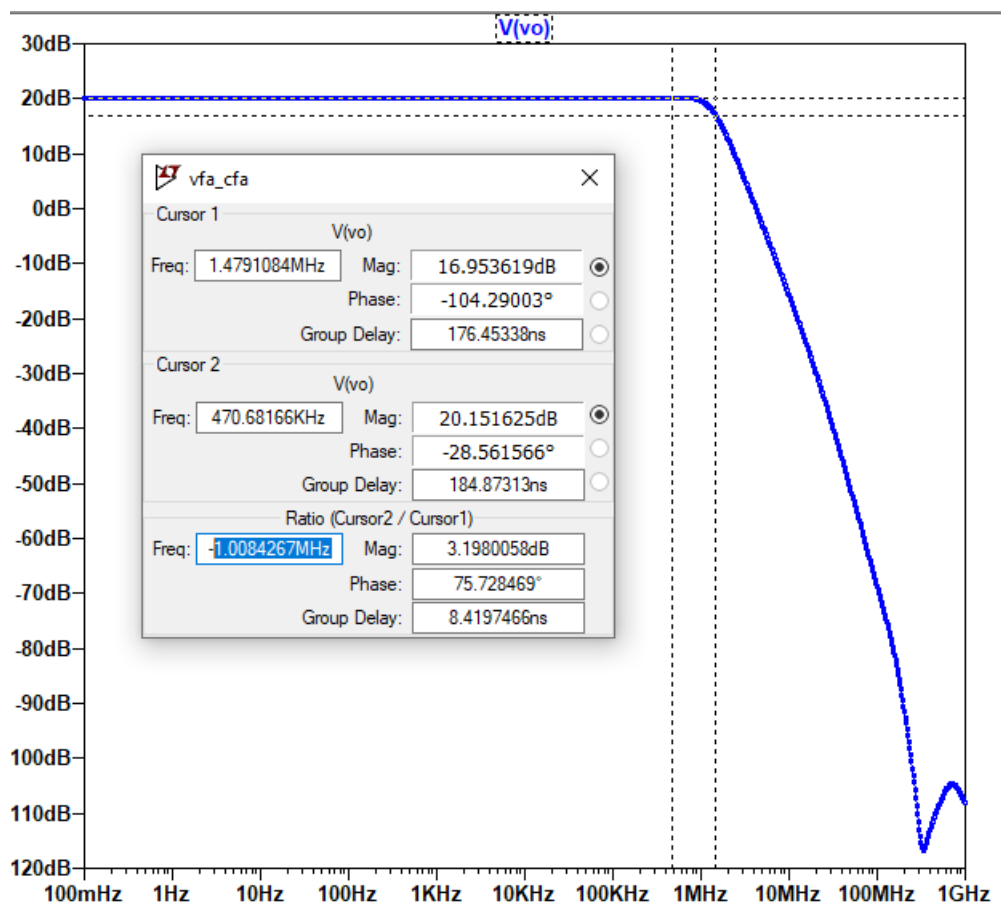 V(vo)
30dB
20dB
10dB
0dB
-10dB
-20dB
-30dB
-40dB
-50dB
-60dB
-70dB
-80dB
-90dB
100dB
110dB
120dB
vfa_cfa
Cursor 1
V(vo)
Freq: 1.4791084MHz Mag: 16.953619dB
Phase: -104.29003°
Group Delay: 176.45338ns
Cursor 2
V(vo)
Freq: 470.68166KHz Mag: 20.151625dB
Phase: -28.561566°
Group Delay: 184.87313ns
Ratio (Cursor2 / Cursor1)
Freq: -1.0084267MHz Mag: 3.1980058dB
Phase: 75.728469°
Group Delay: 8.4197466ns
100mHz 1Hz 10Hz 100Hz 1KHz 10KHz 100KHz 1MHz 10MHz 100MHz 1GHz